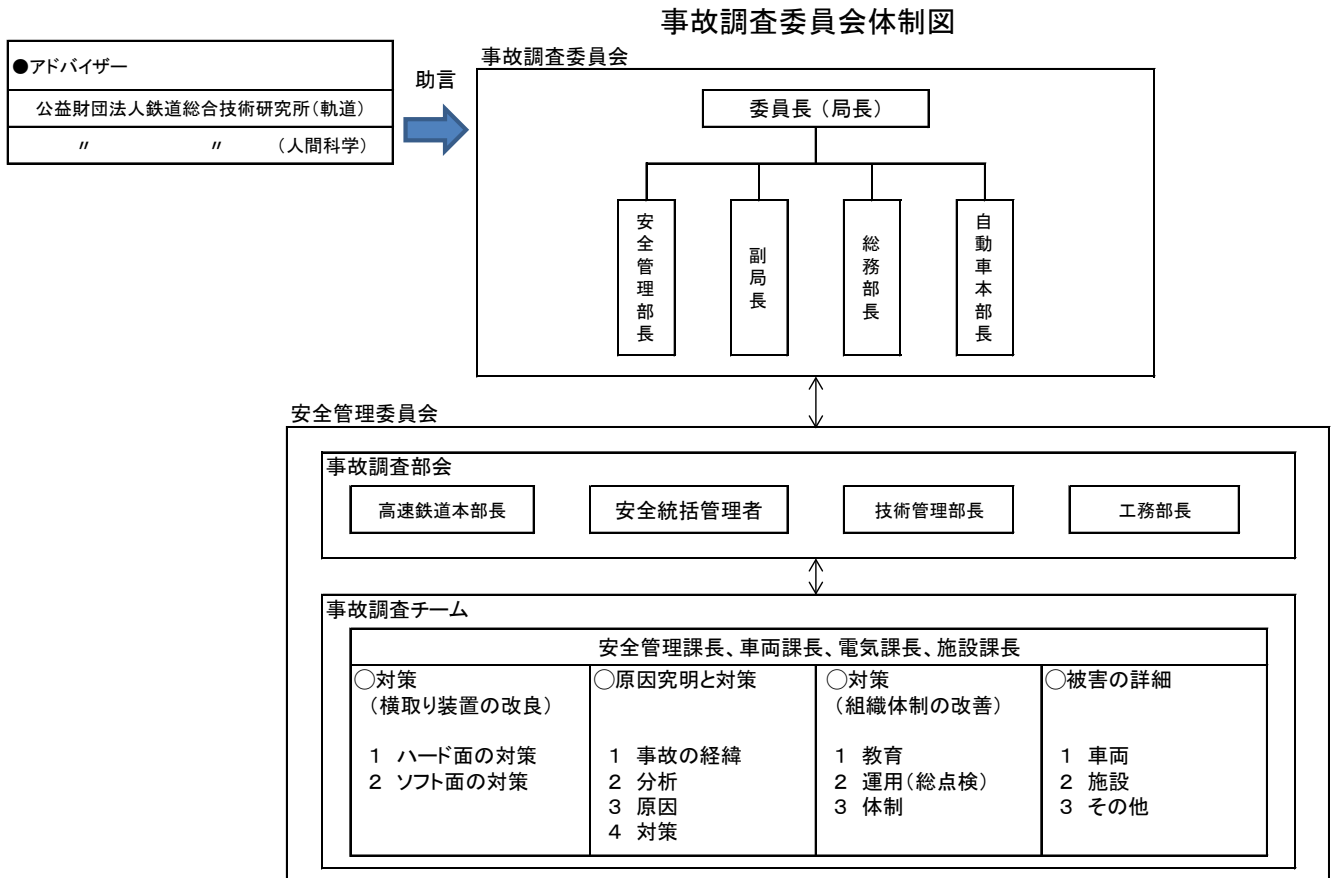 事故調査委員会体制図
●アドバイザー
公益財団法人鉄道総合技術研究所(軌道)
〃 〃 (人間科学)
助言
事故調査委員会
委員長(局長)
安全管理部長
副局長
総務部長
自動車本部長
安全管理委員会
事故調査部会
高速鉄道本部長
安全統括管理者
技術管理部長
工務部長
事故調査チーム
安全管理課長、車両課長、電気課長、施設課長
○対策
(横取り装置の改良)
1 ハード面の対策
2 ソフト面の対策
○原因究明と対策
1 事故の経緯
2 分析
3 原因
4 対策
○対策
(組織体制の改善)
1 教育
2 運用(総点検)
3 体制
○被害の詳細
1 車両
2 施設
3 その他